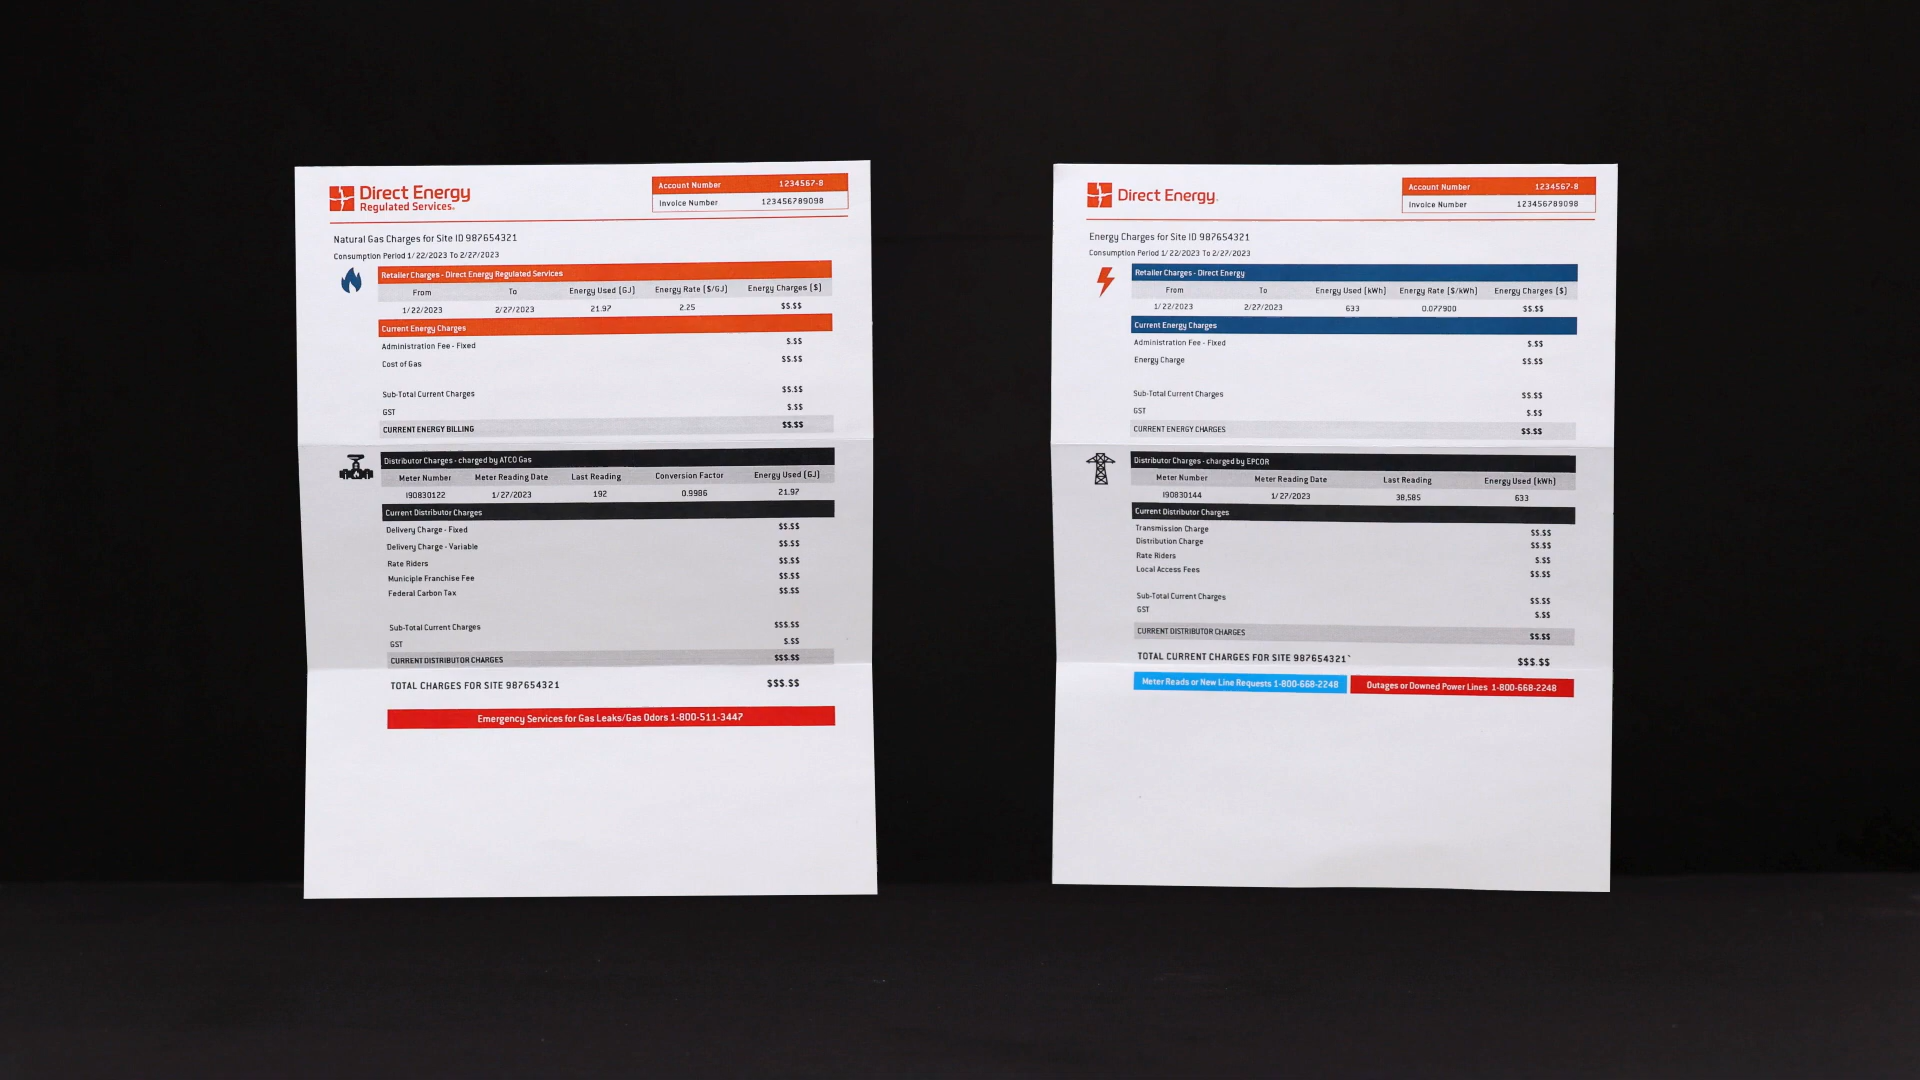 Direct Energy
Regulated Services.
Account Number 1234567-8
Invoice Number 123456789098
Natural Gas Charges for Site ID 987654321
Consumption Period 1/22/2023 To 2/27/2023
Retailer Charges - Direct Energy Regulated Services
From To Energy Used (GJ) Energy Rate ($/GJ) Energy Charges ($)
1/22/2023 2/27/2023 21.97 2.25 $$.$$
Current Energy Charges
Administration Fee - Fixed $.$$
Cost of Gas $$.$$
Sub-Total Current Charges $$.$$
GST $.$$
CURRENT ENERGY BILLING $$.$$
Distributor Charges - charged by ATCO Gas
Meter Number Meter Reading Date Last Reading Conversion Factor Energy Used (GJ)
190830122 1/27/2023 192 0.9986 21.97
Current Distributor Charges
Delivery Charge - Fixed $$.$$
Delivery Charge - Variable $$.$$
Rate Riders $$.$$
Municiple Franchise Fee $$.$$
Federal Carbon Tax $$.$$
Sub-Total Current Charges $$$.$$
GST $.$$
CURRENT DISTRIBUTOR CHARGES $$$.$$
TOTAL CHARGES FOR SITE 987654321 $$$.$$
Emergency Services for Gas Leaks/Gas Odors 1-800-511-3447
Direct Energy
Account Number 1234567-8
Invoice Number 123456789098
Energy Charges for Site ID 987654321
Consumption Period 1/22/2023 To 2/27/2023
Retailer Charges - Direct Energy
From To Energy Used (kWh) Energy Rate ($/kWh) Energy Charges ($)
1/22/2023 2/27/2023 633 0.077900 $$.$$
Current Energy Charges
Administration Fee - Fixed $.$$
Energy Charge $$.$$
Sub-Total Current Charges $$.$$
GST $.$$
CURRENT ENERGY CHARGES $$.$$
Distributor Charges - charged by EPCOR
Meter Number Meter Reading Date Last Reading Energy Used (kWh)
190830144 1/27/2023 38,585 633
Current Distributor Charges
Transmission Charge $$.$$
Distribution Charge $$.$$
Rate Riders $.$$
Local Access Fees $$.$$
Sub-Total Current Charges $$.$$
GST $.$$
CURRENT DISTRIBUTOR CHARGES $$.$$
TOTAL CURRENT CHARGES FOR SITE 987654321` $$$.$$
Meter Reads or New Line Requests 1-800-668-2248
Outages or Downed Power Lines 1-800-668-2248